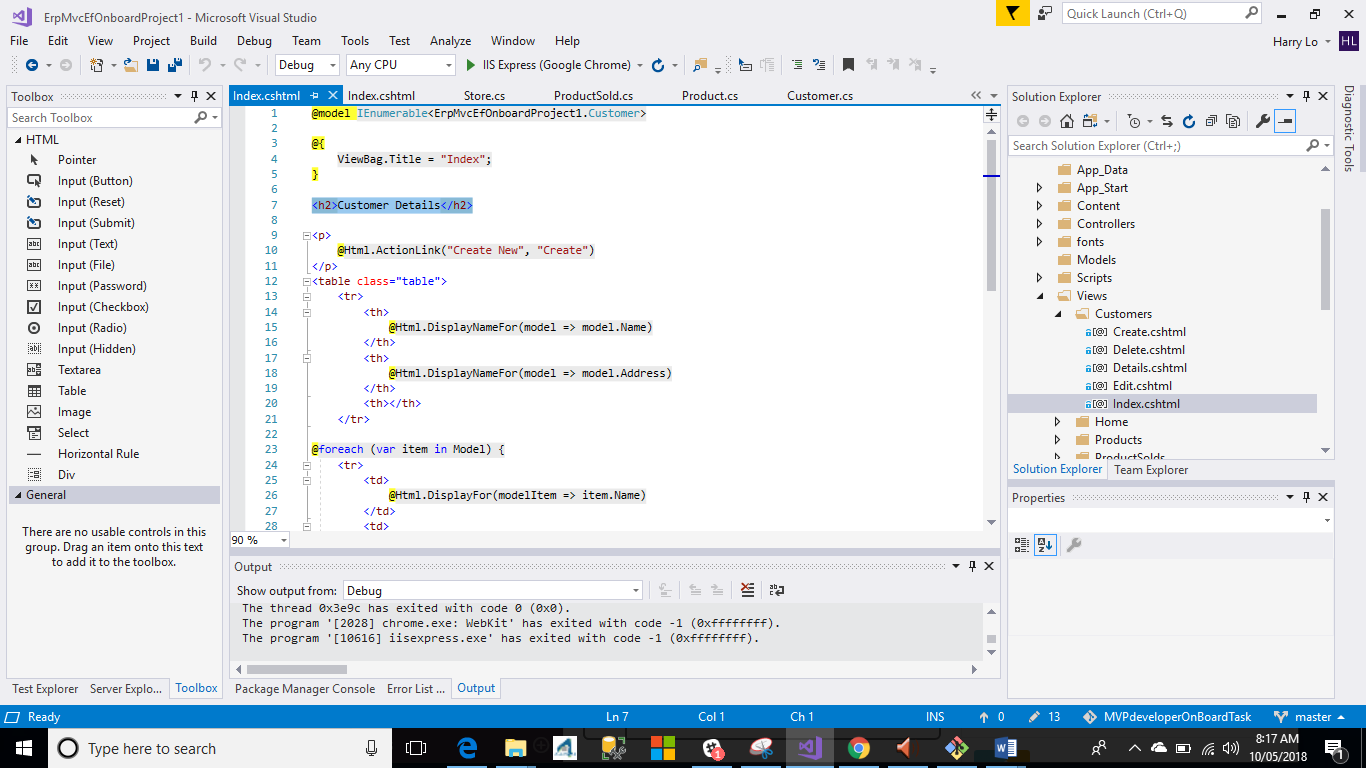 ErpMvcEfOnboardProject1 - Microsoft Visual Studio
Quick Launch (Ctrl+Q)
File Edit View Project Build Debug Team Tools Test Analyze Window Help
Harry Lo HL
Debug Any CPU IIS Express (Google Chrome)
Toolbox
Search Toolbox
HTML
Pointer
Input (Button)
Input (Reset)
Input (Submit)
Input (Text)
Input (File)
Input (Password)
Input (Checkbox)
Input (Radio)
Input (Hidden)
Textarea
Table
Image
Select
Horizontal Rule
Div
General
There are no usable controls in this
group. Drag an item onto this text
to add it to the toolbox.
Test Explorer Server Explo... Toolbox
Index.cshtml Index.cshtml Store.cs ProductSold.cs Product.cs Customer.cs
1 @model IEnumerable<ErpMvcEfOnboardProject1.Customer>
2
3 @{
4 ViewBag.Title = "Index";
5 }
6
7 <h2>Customer Details</h2>
8
9 <p>
10 @Html.ActionLink("Create New", "Create")
11 </p>
12 <table class="table">
13 <tr>
14 <th>
15 @Html.DisplayNameFor(model => model.Name)
16 </th>
17 <th>
18 @Html.DisplayNameFor(model => model.Address)
19 </th>
20 <th></th>
21 </tr>
22
23 @foreach (var item in Model) {
24 <tr>
25 <td>
26 @Html.DisplayFor(modelItem => item.Name)
27 </td>
28 <td>
90 %
Output
Show output from: Debug
The thread 0x3e9c has exited with code 0 (0x0).
The program '[2028] chrome.exe: WebKit' has exited with code -1 (0xffffffff).
The program '[10616] iisexpress.exe' has exited with code -1 (0xffffffff).
Package Manager Console Error List ... Output
Solution Explorer
Search Solution Explorer (Ctrl+;)
App_Data
App_Start
Content
Controllers
fonts
Models
Scripts
Views
Customers
Create.cshtml
Delete.cshtml
Details.cshtml
Edit.cshtml
Index.cshtml
Home
Products
ProductSolds
Solution Explorer Team Explorer
Properties
Diagnostic Tools
Ready Ln 7 Col 1 Ch 1 INS 0 13 MVPdeveloperOnBoardTask master
Type here to search
8:17 AM
10/05/2018
1
1